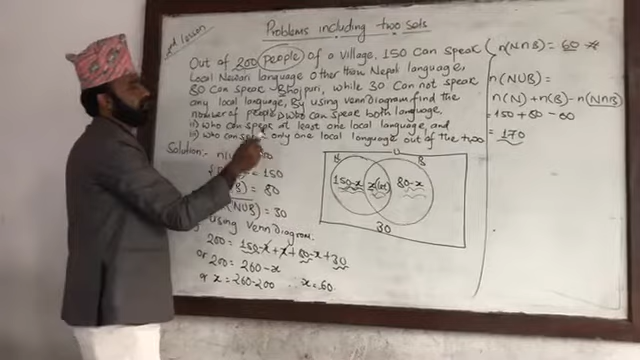 2nd lesson
Problems including two sets
Out of 200 people of a village, 150 can speak
Local Newari language other than Nepali language,
80 can speak Bhojpuri, while 30 can not speak
any local language, By using venn diagram find the
number of people i) who can speak both language,
ii) who can speak at least one local language, and
iii) who can speak only one local language out of the two
Solution:-
= 150
= 80
(NUB) = 30
using Venn diagram.
200 = 150-x + x + 80-x + 30
or 200 = 260-x
or x = 260-200 ∴ x = 60.
U
N B
150-x x(let) 80-x
30
n(N∩B) = 60
n(NUB) =
n(N) + n(B) - n(N∩B)
= 150 + 80 - 60
= 170